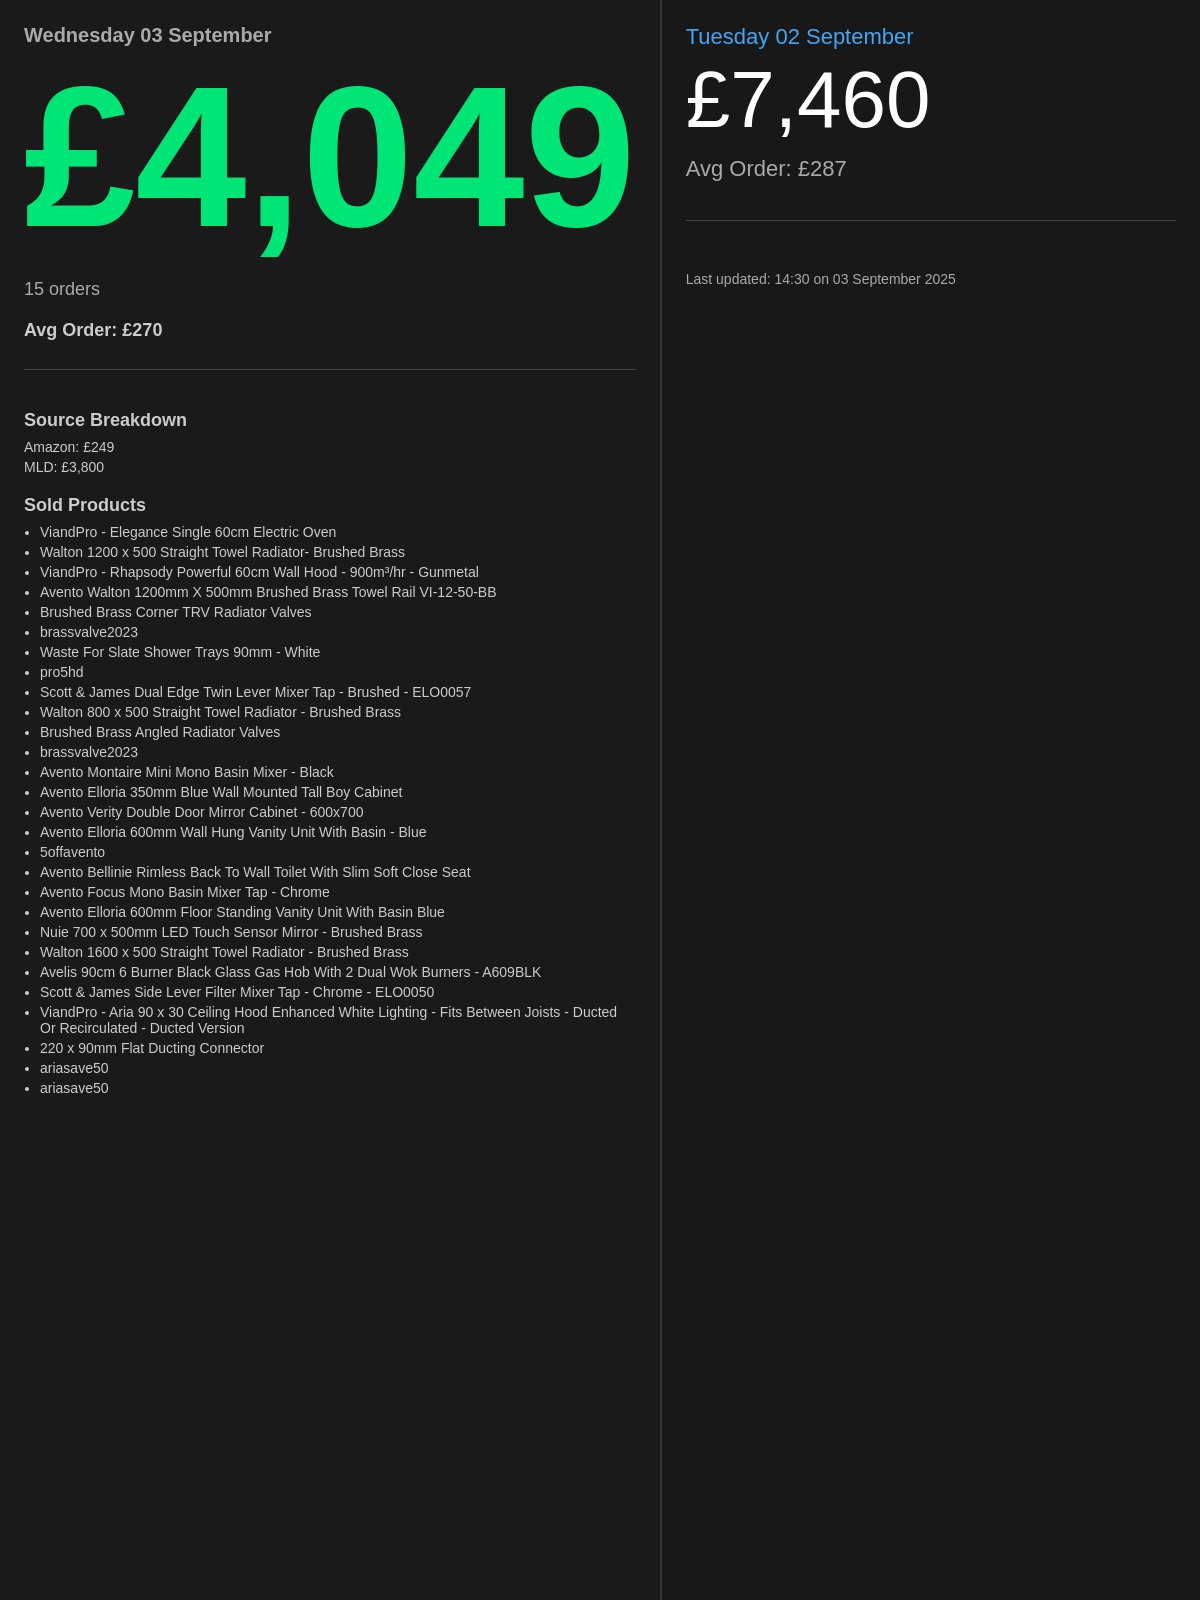 Wednesday 03 September
£4,049
15 orders
Avg Order: £270
Source Breakdown
Amazon: £249
MLD: £3,800
Sold Products
• ViandPro - Elegance Single 60cm Electric Oven
• Walton 1200 x 500 Straight Towel Radiator- Brushed Brass
• ViandPro - Rhapsody Powerful 60cm Wall Hood - 900m³/hr - Gunmetal
• Avento Walton 1200mm X 500mm Brushed Brass Towel Rail VI-12-50-BB
• Brushed Brass Corner TRV Radiator Valves
• brassvalve2023
• Waste For Slate Shower Trays 90mm - White
• pro5hd
• Scott & James Dual Edge Twin Lever Mixer Tap - Brushed - ELO0057
• Walton 800 x 500 Straight Towel Radiator - Brushed Brass
• Brushed Brass Angled Radiator Valves
• brassvalve2023
• Avento Montaire Mini Mono Basin Mixer - Black
• Avento Elloria 350mm Blue Wall Mounted Tall Boy Cabinet
• Avento Verity Double Door Mirror Cabinet - 600x700
• Avento Elloria 600mm Wall Hung Vanity Unit With Basin - Blue
• 5offavento
• Avento Bellinie Rimless Back To Wall Toilet With Slim Soft Close Seat
• Avento Focus Mono Basin Mixer Tap - Chrome
• Avento Elloria 600mm Floor Standing Vanity Unit With Basin Blue
• Nuie 700 x 500mm LED Touch Sensor Mirror - Brushed Brass
• Walton 1600 x 500 Straight Towel Radiator - Brushed Brass
• Avelis 90cm 6 Burner Black Glass Gas Hob With 2 Dual Wok Burners - A609BLK
• Scott & James Side Lever Filter Mixer Tap - Chrome - ELO0050
• ViandPro - Aria 90 x 30 Ceiling Hood Enhanced White Lighting - Fits Between Joists - Ducted
Or Recirculated - Ducted Version
• 220 x 90mm Flat Ducting Connector
• ariasave50
• ariasave50
Tuesday 02 September
£7,460
Avg Order: £287
Last updated: 14:30 on 03 September 2025